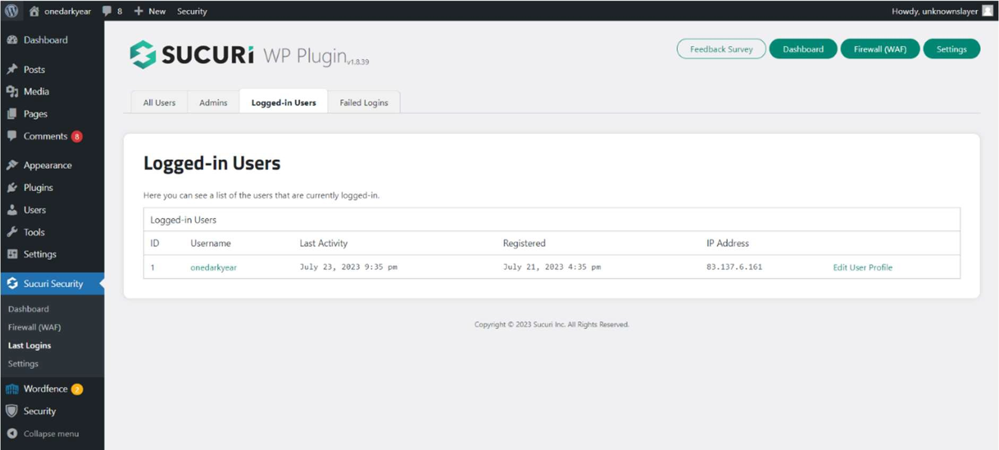 onedarkyear 8 New Security Howdy, unknownslayer
Dashboard
Posts
Media
Pages
Comments 8
Appearance
Plugins
Users
Tools
Settings
Sucuri Security
Dashboard
Firewall (WAF)
Last Logins
Settings
Wordfence 2
Security
Collapse menu
SUCURi WP Plugin v1.8.39
Feedback Survey Dashboard Firewall (WAF) Settings
All Users Admins Logged-in Users Failed Logins
Logged-in Users
Here you can see a list of the users that are currently logged-in.
Logged-in Users
ID Username Last Activity Registered IP Address
1 onedarkyear July 23, 2023 9:35 pm July 21, 2023 4:35 pm 83.137.6.161 Edit User Profile
Copyright © 2023 Sucuri Inc. All Rights Reserved.